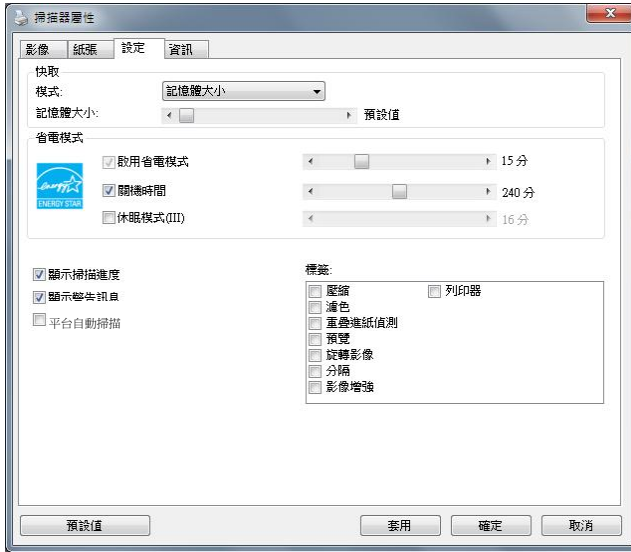 掃描器屬性
影像 紙張 設定 資訊
快取
模式: 記憶體大小
記憶體大小: 預設值
省電模式
energy
ENERGY STAR
啟用省電模式 15 分
關機時間 240 分
休眠模式(III) 16 分
顯示掃描進度
顯示警告訊息
平台自動掃描
標籤:
壓縮 列印器
濾色
重疊進紙偵測
預覽
旋轉影像
分隔
影像增強
預設值 套用 確定 取消